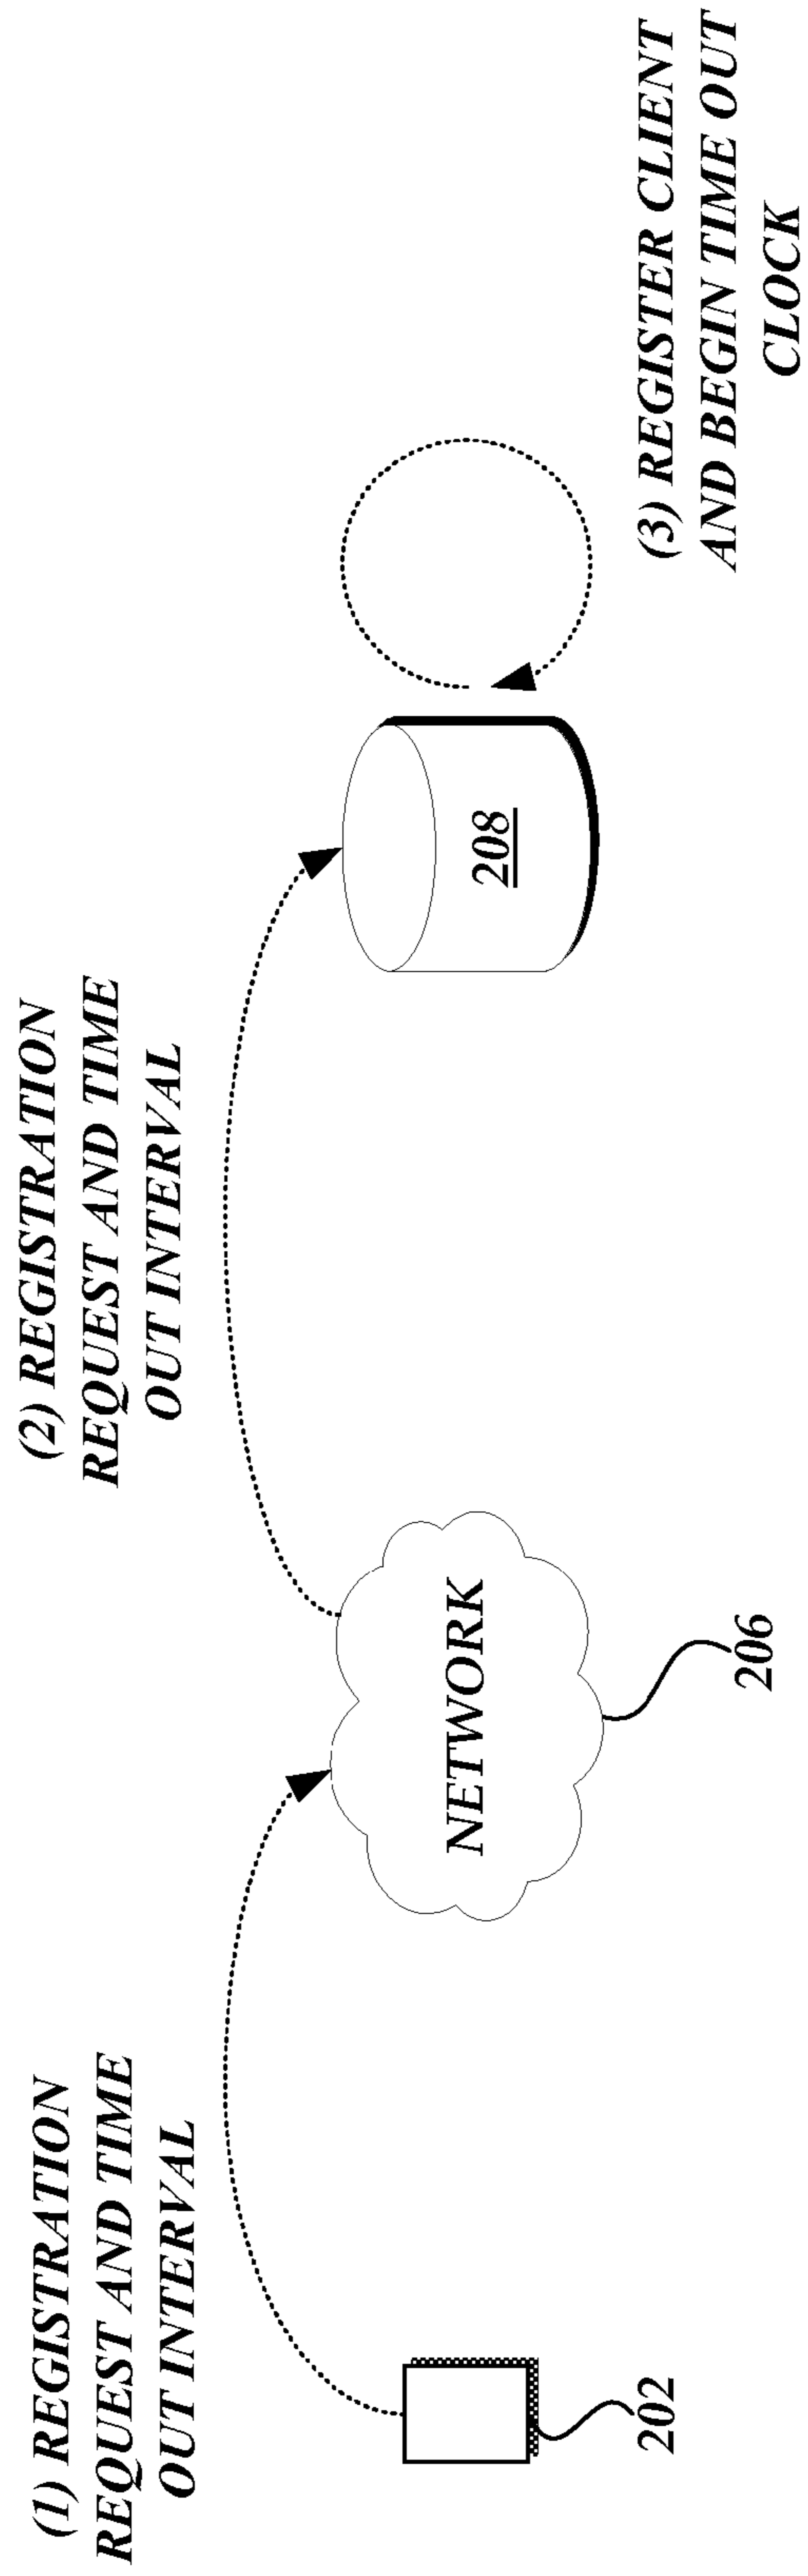 (1) REGISTRATION
REQUEST AND TIME
OUT INTERVAL
(2) REGISTRATION
REQUEST AND TIME
OUT INTERVAL
(3) REGISTER CLIENT
AND BEGIN TIME OUT
CLOCK
202
NETWORK
206
208